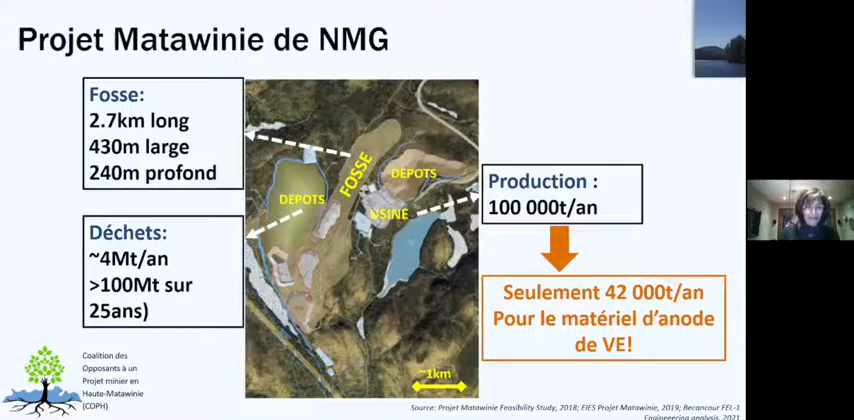 Projet Matawinie de NMG
Fosse:
2.7km long
430m large
240m profond
Déchets:
~4Mt/an
>100Mt sur
25ans)
DEPOTS
FOSSE
DEPOTS
USINE
~1km
Production :
100 000t/an
Seulement 42 000t/an
Pour le matériel d’anode
de VE!
Coalition des
Opposants à un
Projet minier en
Haute-Matawinie
(COPH)
Source: Projet Matawinie Feasibility Study, 2018; EIES Projet Matawinie, 2019; Becancour FEL-1
Engineering analysis, 2021